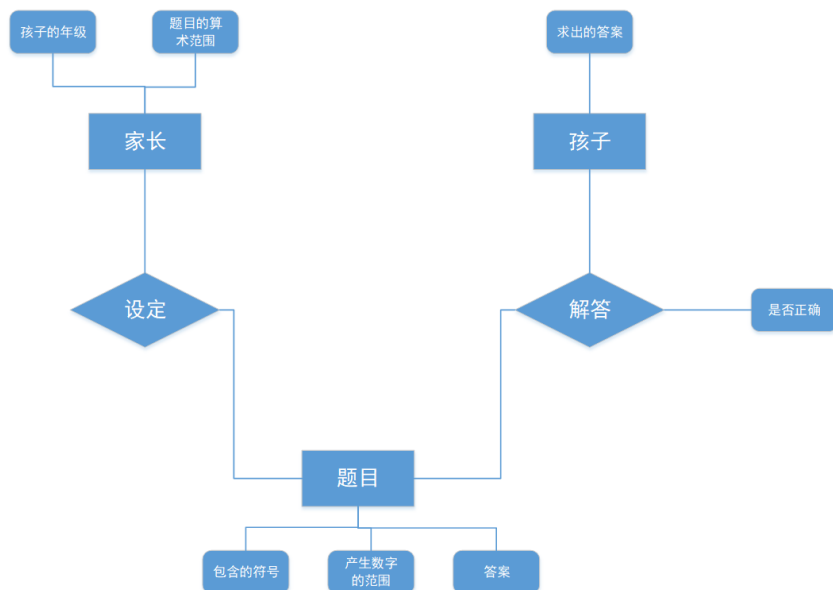 孩子的年级
题目的算
术范围
求出的答案
家长
孩子
设定
解答
是否正确
题目
包含的符号
产生数字
的范围
答案